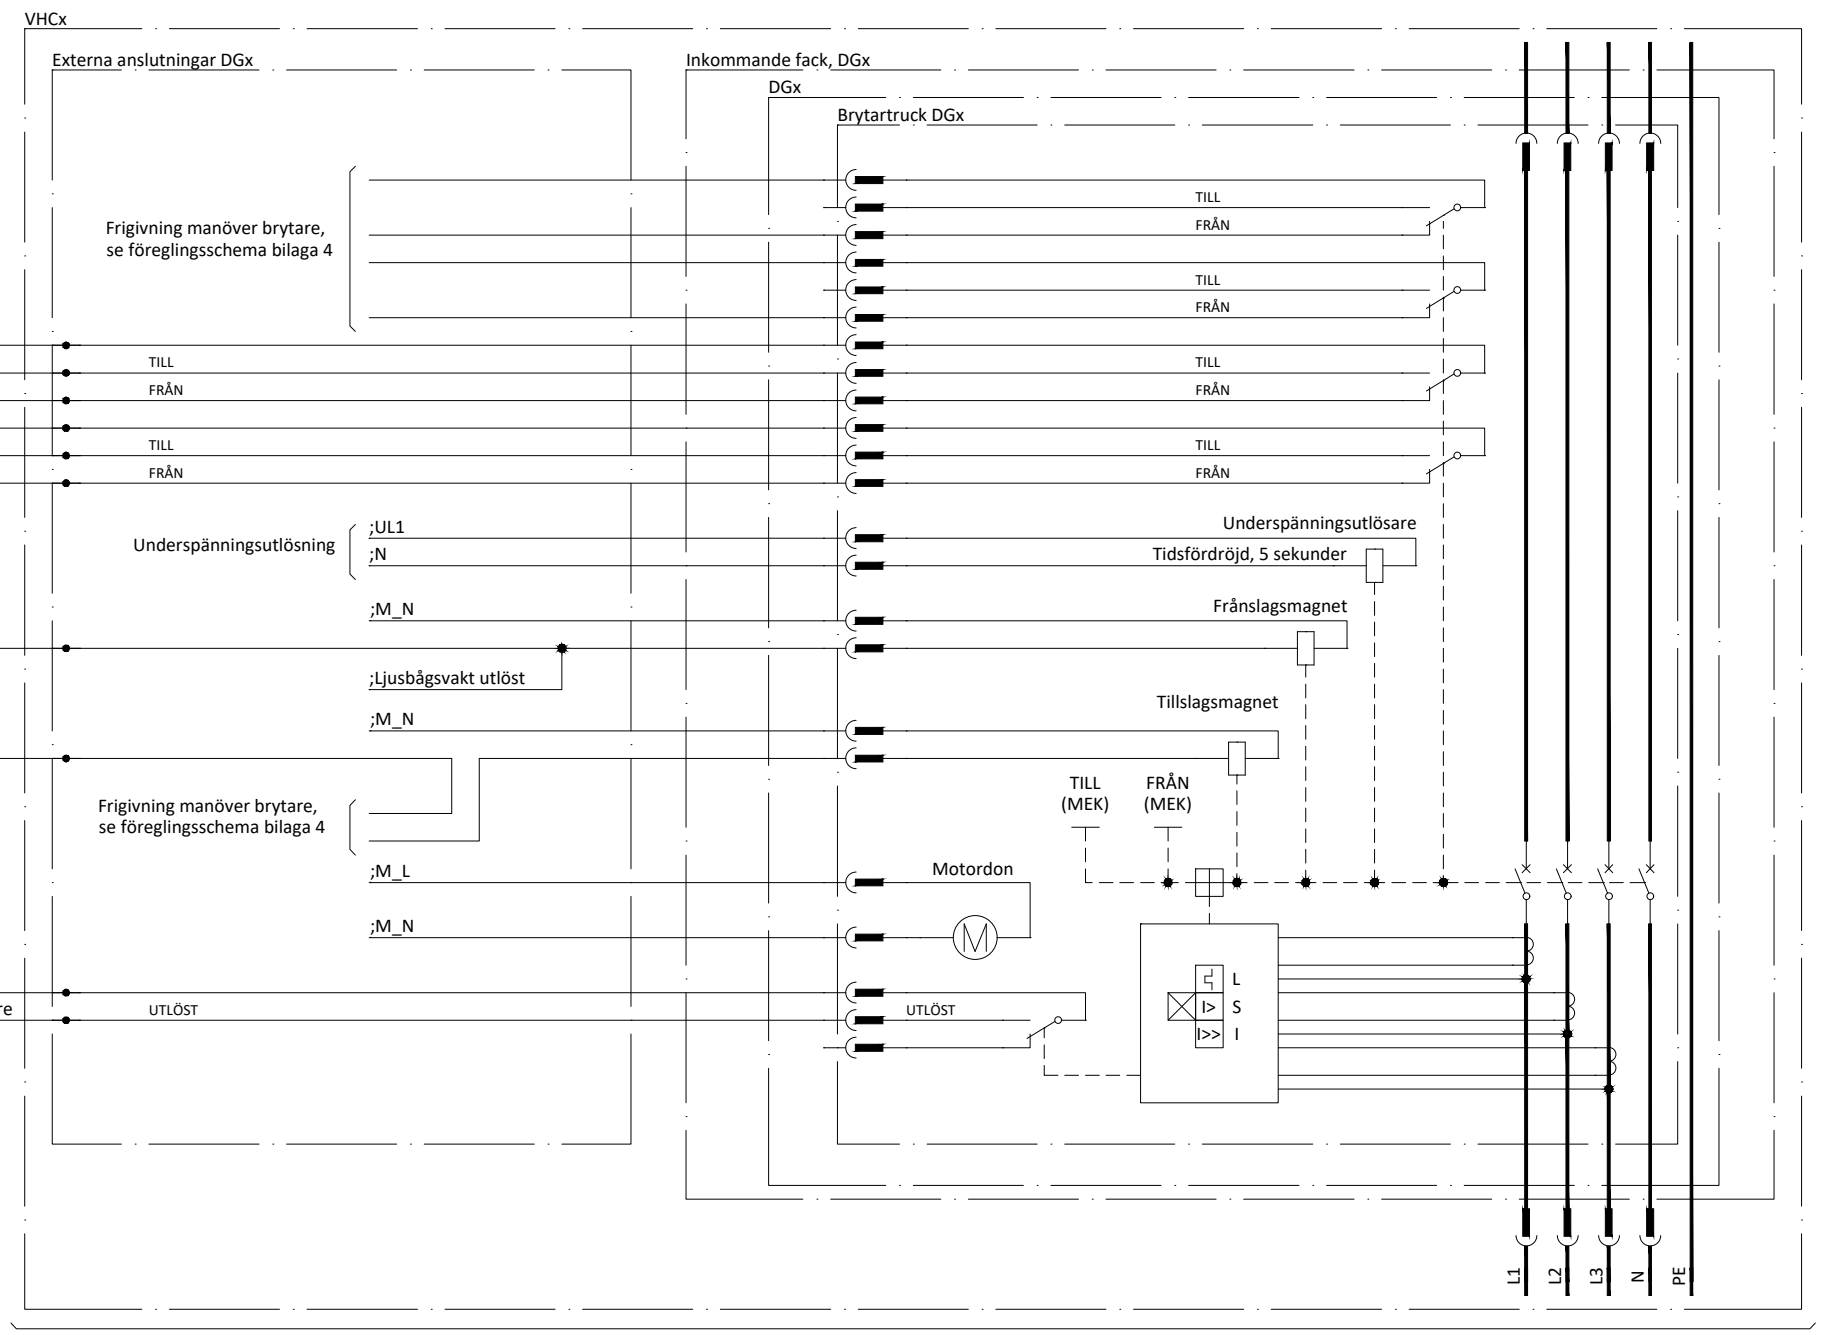 VHCx
Externa anslutningar DGx
Inkommande fack, DGx
DGx
Brytartruck DGx
TILL
Frigivning manöver brytare,
se föreglingsschema bilaga 4
FRÅN
TILL
FRÅN
TILL
TILL
FRÅN
FRÅN
TILL
TILL
FRÅN
FRÅN
Underspänningsutlösning
;UL1
;N
Underspänningsutlösare
Tidsfördröjd, 5 sekunder
;M_N
Frånslagsmagnet
;Ljusbågsvakt utlöst
;M_N
Tillslagsmagnet
Frigivning manöver brytare,
se föreglingsschema bilaga 4
TILL
(MEK)
FRÅN
(MEK)
;M_L
Motordon
;M_N
M
L
I> S
I>> I
re
UTLÖST
UTLÖST
L1
L2
L3
N
PE